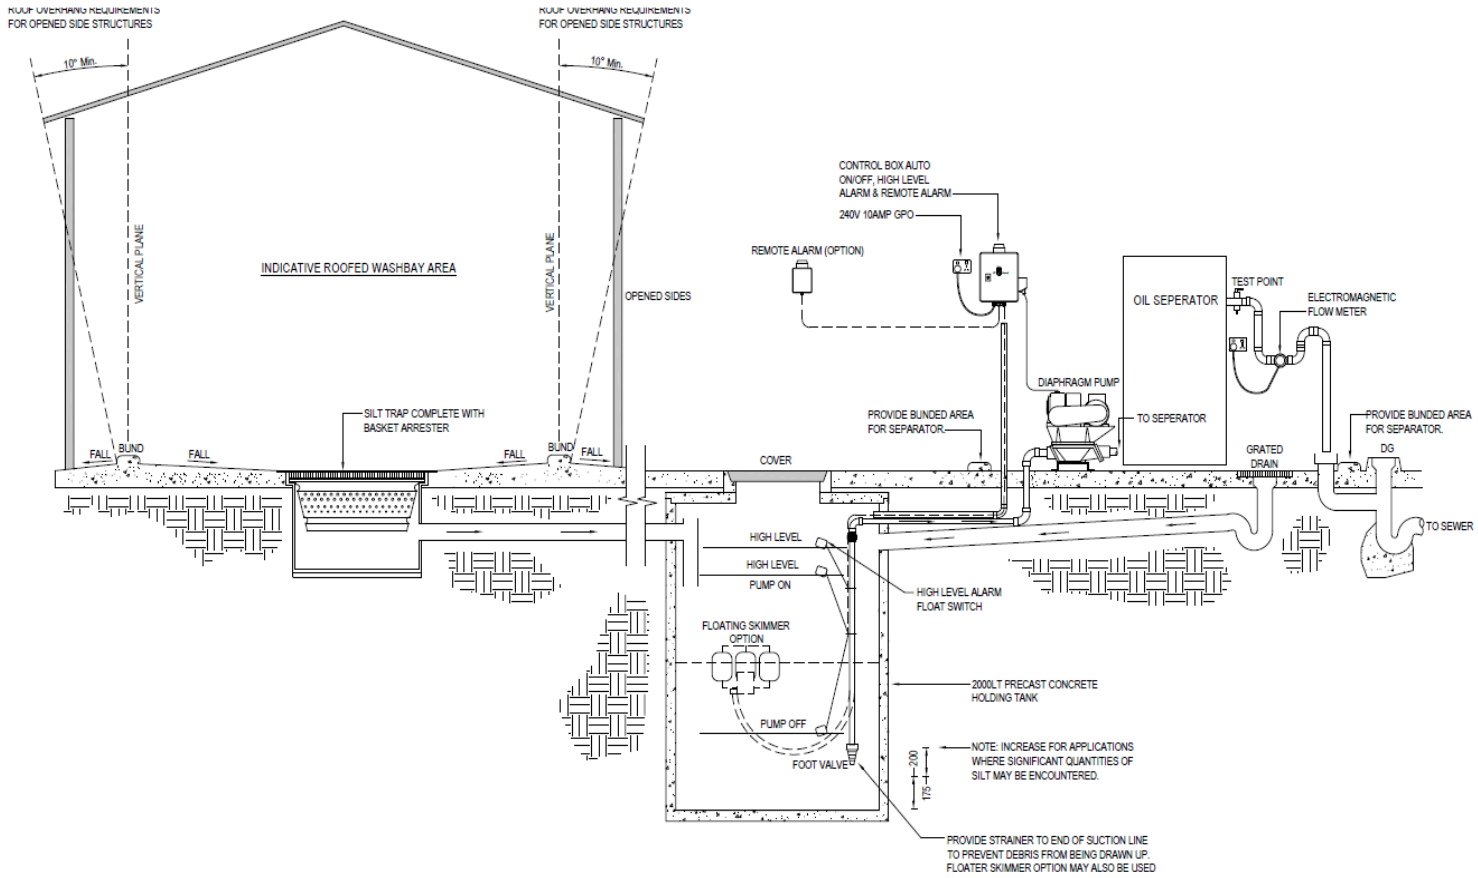 ROOF OVERHANG REQUIREMENTS
FOR OPENED SIDE STRUCTURES
ROOF OVERHANG REQUIREMENTS
FOR OPENED SIDE STRUCTURES
10° Min.
10° Min.
VERTICAL PLANE
VERTICAL PLANE
INDICATIVE ROOFED WASHBAY AREA
OPENED SIDES
SILT TRAP COMPLETE WITH
BASKET ARRESTER
FALL
BUND
FALL
FALL
BUND
FALL
CONTROL BOX AUTO
ON/OFF, HIGH LEVEL
ALARM & REMOTE ALARM
240V 10AMP GPO
REMOTE ALARM (OPTION)
OIL SEPERATOR
TEST POINT
ELECTROMAGNETIC
FLOW METER
DIAPHRAGM PUMP
TO SEPERATOR
PROVIDE BUNDED AREA
FOR SEPARATOR.
PROVIDE BUNDED AREA
FOR SEPARATOR.
GRATED
DRAIN
DG
TO SEWER
COVER
HIGH LEVEL
HIGH LEVEL
PUMP ON
HIGH LEVEL ALARM
FLOAT SWITCH
FLOATING SKIMMER
OPTION
2000LT PRECAST CONCRETE
HOLDING TANK
PUMP OFF
FOOT VALVE
200
175
NOTE: INCREASE FOR APPLICATIONS
WHERE SIGNIFICANT QUANTITIES OF
SILT MAY BE ENCOUNTERED.
PROVIDE STRAINER TO END OF SUCTION LINE
TO PREVENT DEBRIS FROM BEING DRAWN UP.
FLOATER SKIMMER OPTION MAY ALSO BE USED